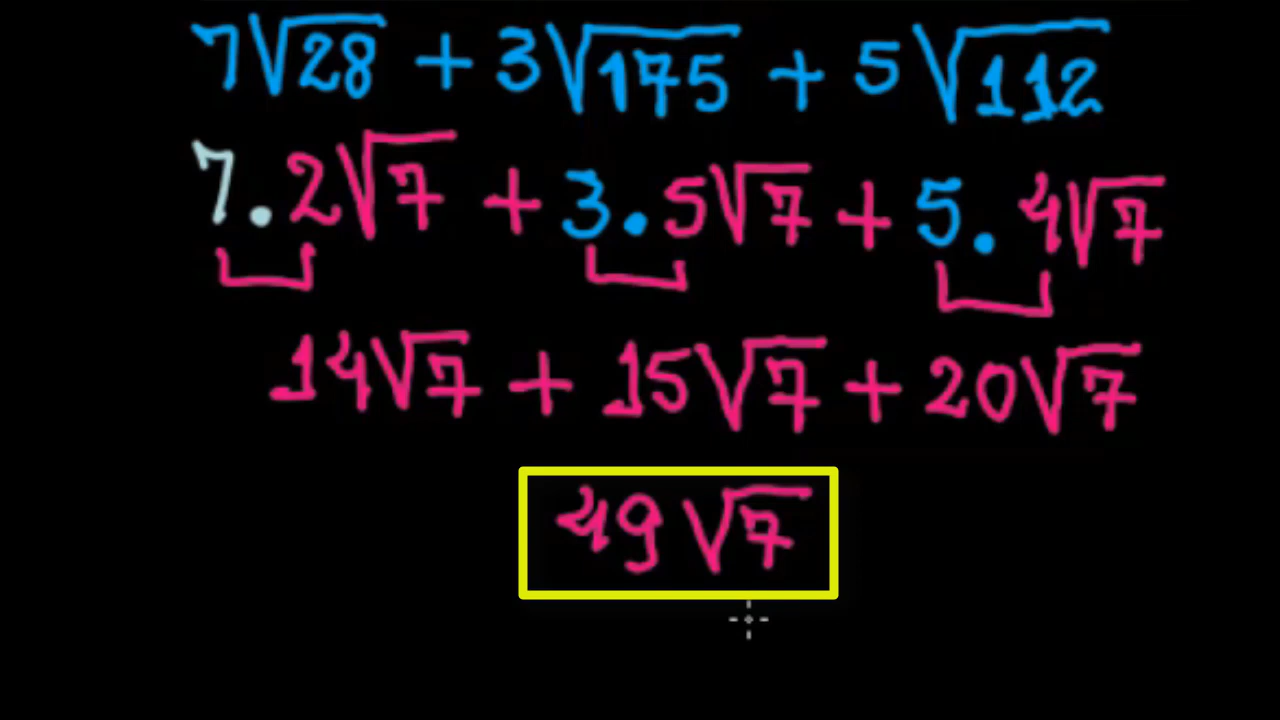 7√28 + 3√175 + 5√112
7.2√7 + 3.5√7 + 5.4√7
14√7 + 15√7 + 20√7
49√7